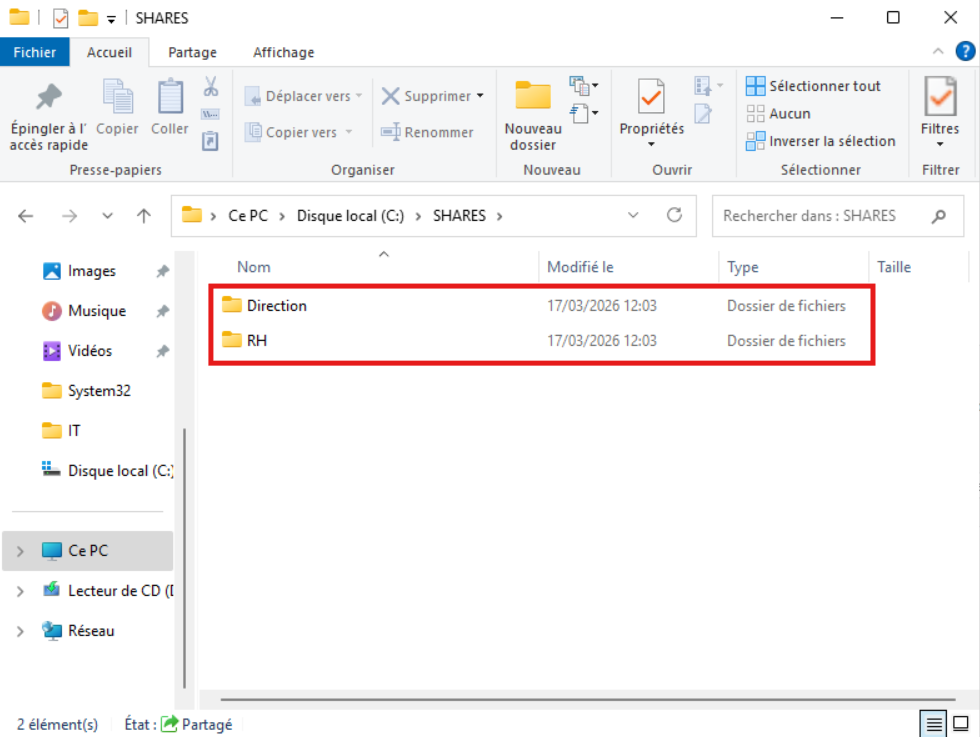 SHARES
Fichier Accueil Partage Affichage
Épingler à l' accès rapide
Copier
Coller
Déplacer vers
Copier vers
Supprimer
Renommer
Nouveau dossier
Propriétés
Sélectionner tout
Aucun
Inverser la sélection
Filtres
Presse-papiers Organiser Nouveau Ouvrir Sélectionner Filtrer
Ce PC > Disque local (C:) > SHARES >
Rechercher dans : SHARES
Nom Modifié le Type Taille
Direction 17/03/2026 12:03 Dossier de fichiers
RH 17/03/2026 12:03 Dossier de fichiers
Images
Musique
Vidéos
System32
IT
Disque local (C:)
Ce PC
Lecteur de CD (
Réseau
2 élément(s) État : Partagé